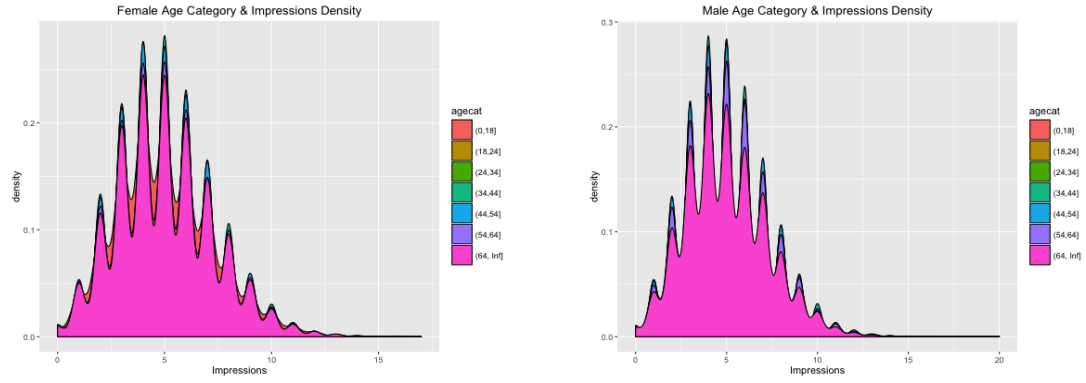 Female Age Category & Impressions Density
density
0.2
0.1
0.0
0
5
10
15
Impressions
agecat
(0,18]
(18,24]
(24,34]
(34,44]
(44,54]
(54,64]
(64, Inf]
Male Age Category & Impressions Density
density
0.3
0.2
0.1
0.0
0
5
10
15
20
Impressions
agecat
(0,18]
(18,24]
(24,34]
(34,44]
(44,54]
(54,64]
(64, Inf]